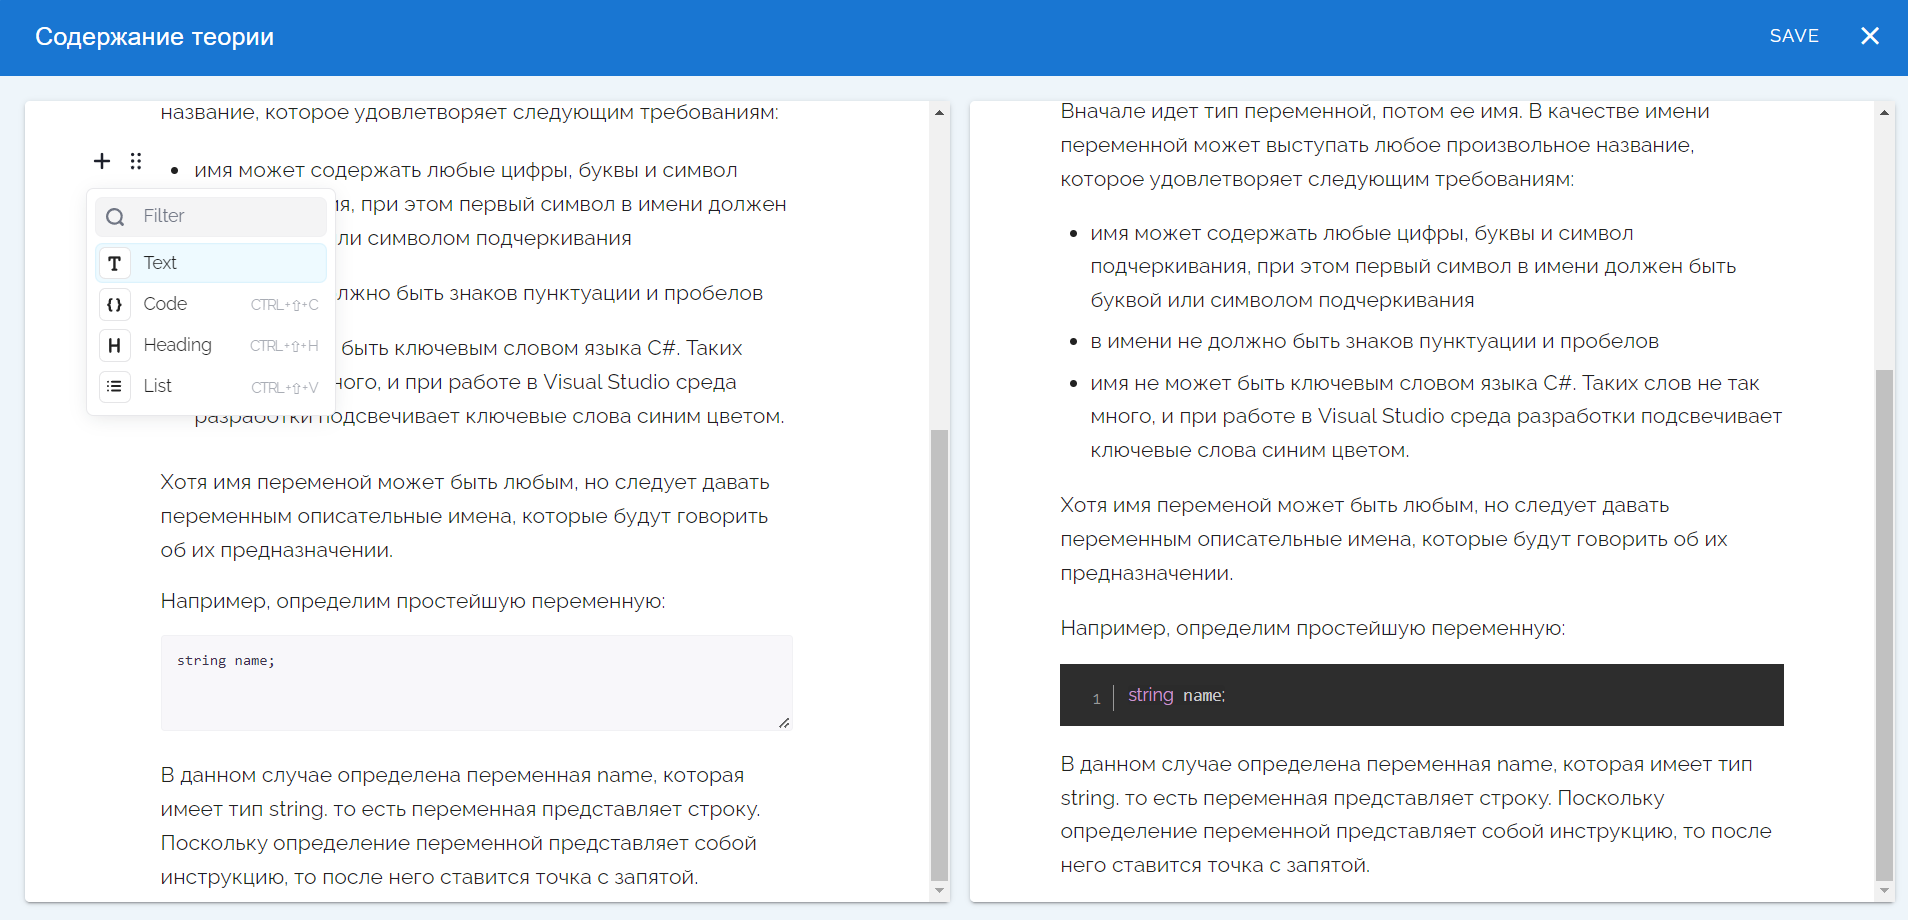 Содержание теории
SAVE
название, которое удовлетворяет следующим требованиям:
имя может содержать любые цифры, буквы и символ
при этом первый символ в имени должен
ли символом подчеркивания
быть знаков пунктуации и пробелов
быть ключевым словом языка C#. Таких
и при работе в Visual Studio среда
разработки подсвечивает ключевые слова синим цветом.
Filter
Text
Code CTRL+⇧+C
Heading CTRL+⇧+H
List CTRL+⇧+V
Хотя имя переменой может быть любым, но следует давать
переменным описательные имена, которые будут говорить
об их предназначении.
Например, определим простейшую переменную:
string name;
В данном случае определена переменная name, которая
имеет тип string. то есть переменная представляет строку.
Поскольку определение переменной представляет собой
инструкцию, то после него ставится точка с запятой.
Вначале идет тип переменной, потом ее имя. В качестве имени
переменной может выступать любое произвольное название,
которое удовлетворяет следующим требованиям:
имя может содержать любые цифры, буквы и символ
подчеркивания, при этом первый символ в имени должен быть
буквой или символом подчеркивания
в имени не должно быть знаков пунктуации и пробелов
имя не может быть ключевым словом языка C#. Таких слов не так
много, и при работе в Visual Studio среда разработки подсвечивает
ключевые слова синим цветом.
Хотя имя переменой может быть любым, но следует давать
переменным описательные имена, которые будут говорить об их
предназначении.
Например, определим простейшую переменную:
1 string name;
В данном случае определена переменная name, которая имеет тип
string. то есть переменная представляет строку. Поскольку
определение переменной представляет собой инструкцию, то после
него ставится точка с запятой.